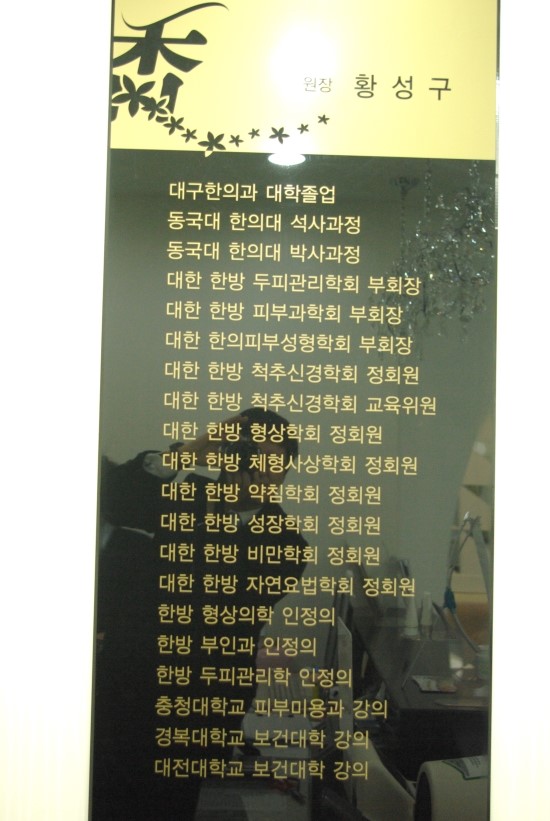 원장 황성구
대구한의과 대학졸업
동국대 한의대 석사과정
동국대 한의대 박사과정
대한 한방 두피관리학회 부회장
대한 한방 피부과학회 부회장
대한 한의피부성형학회 부회장
대한 한방 척추신경학회 정회원
대한 한방 척추신경학회 교육위원
대한 한방 형상학회 정회원
대한 한방 체형사상학회 정회원
대한 한방 약침학회 정회원
대한 한방 성장학회 정회원
대한 한방 비만학회 정회원
대한 한방 자연요법학회 정회원
한방 형상의학 인정의
한방 부인과 인정의
한방 두피관리학 인정의
충청대학교 피부미용과 강의
경복대학교 보건대학 강의
대전대학교 보건대학 강의